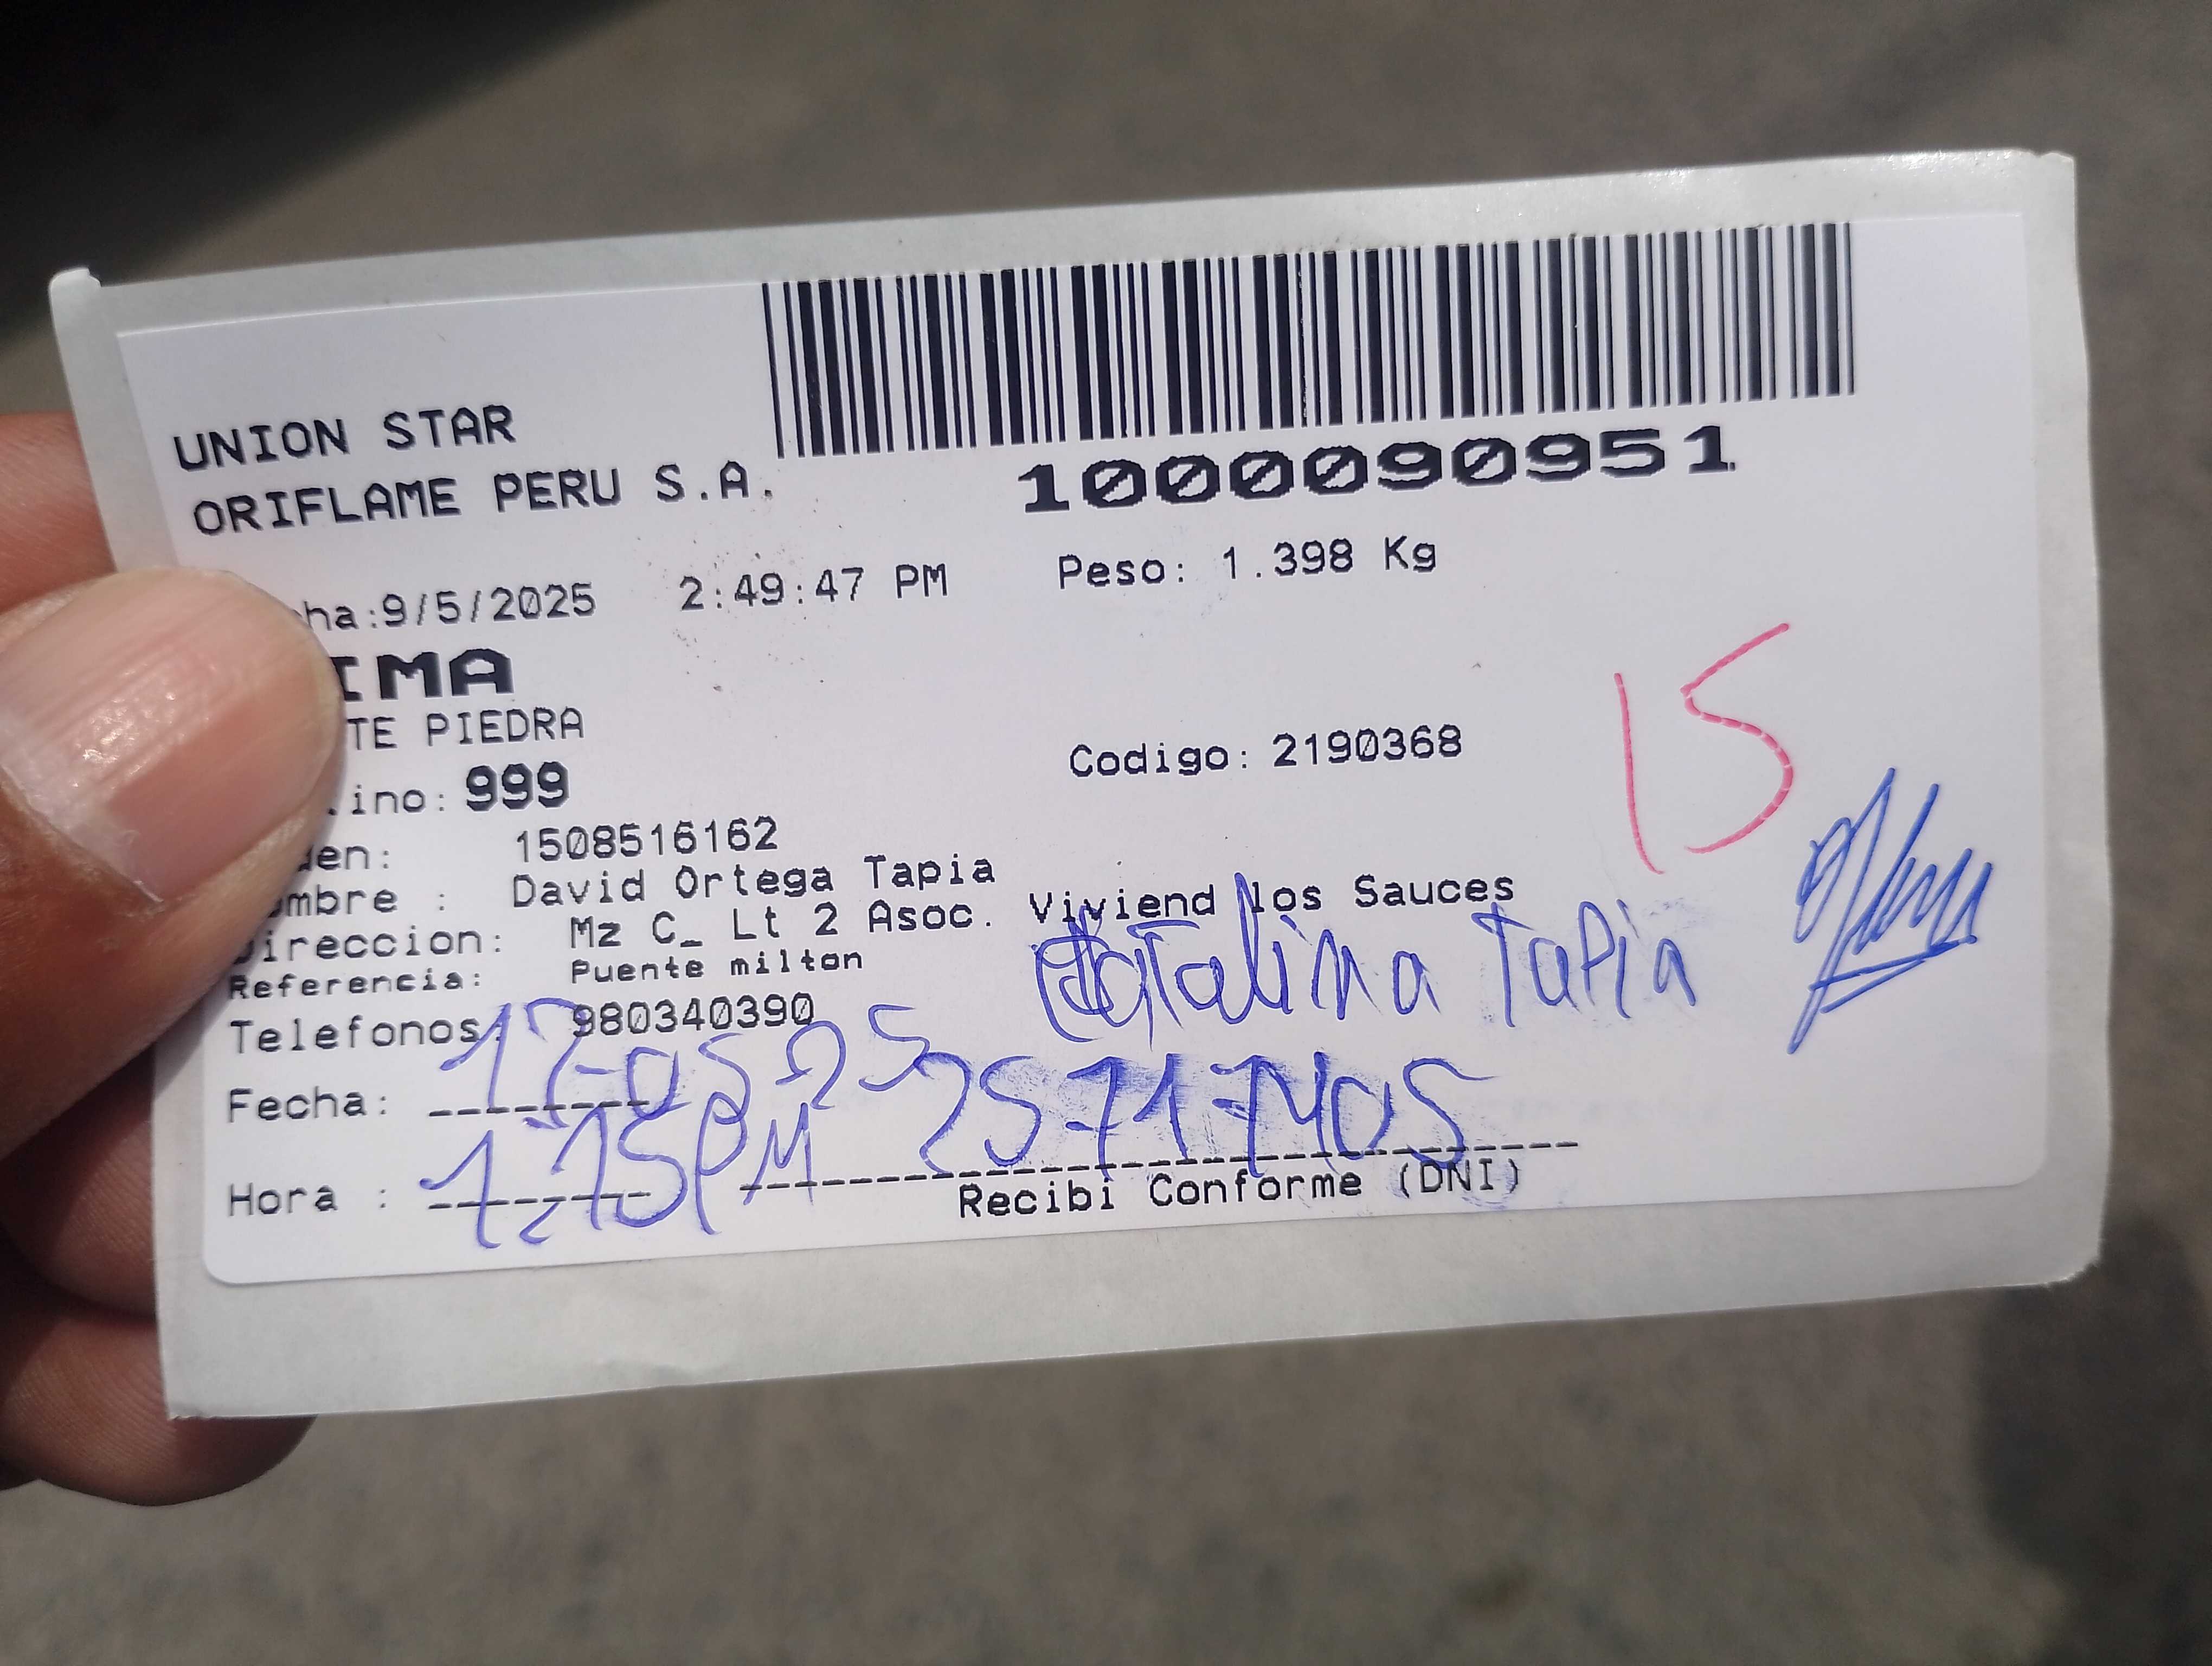 UNION STAR
ORIFLAME PERU S.A.
1000090951
ha:9/5/2025 2:49:47 PM Peso: 1.398 Kg
IMA
TE PIEDRA
ino: 999 Codigo: 2190368
15
en: 1508516162
mbre : David Ortega Tapia
ireccion: Mz C_ Lt 2 Asoc. Viviend los Sauces
Referencia: Puente milton
Catalina Tapia
Telefonos: 980340390
Fecha: 12-05-25
Hora : 1:15PM
Recibi Conforme (DNI)